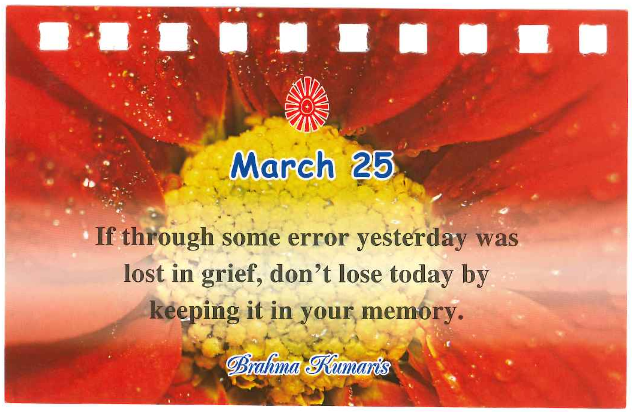 March 25
If through some error yesterday was
lost in grief, don't lose today by
keeping it in your memory.
Brahma Kumaris